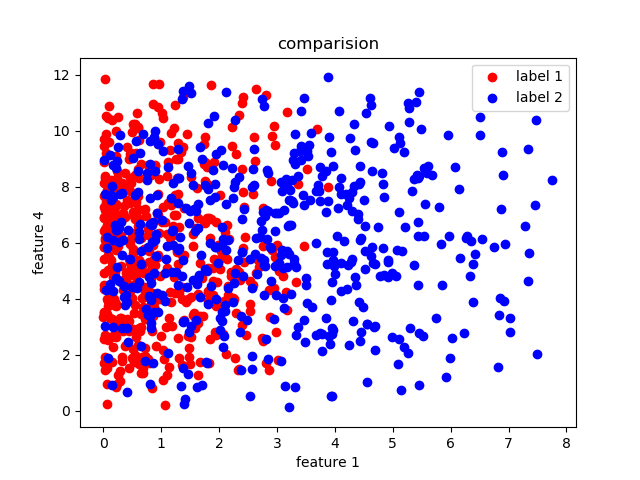 comparision
label 1
label 2
feature 4
12
10
8
6
4
2
0
0 1 2 3 4 5 6 7 8
feature 1